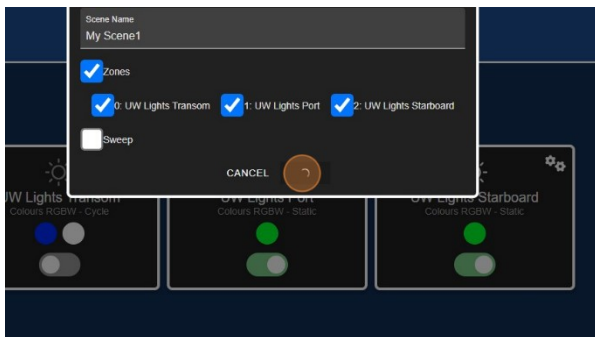 Scene Name
My Scene1
Zones
0: UW Lights Transom
1: UW Lights Port
2: UW Lights Starboard
Sweep
CANCEL
UW Lights Transom
Colours RGBW - Cycle
UW Lights Port
Colours RGBW - Static
UW Lights Starboard
Colours RGBW - Static